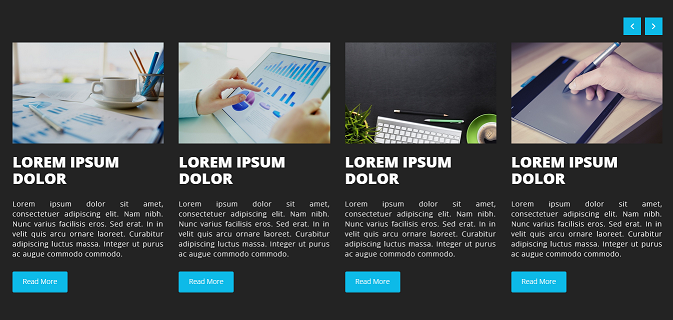 LOREM IPSUM
DOLOR
Lorem ipsum dolor sit amet,
consectetuer adipiscing elit. Nam nibh.
Nunc varius facilisis eros. Sed erat. In in
velit quis arcu ornare laoreet. Curabitur
adipiscing luctus massa. Integer ut purus
ac augue commodo commodo.
Read More
LOREM IPSUM
DOLOR
Lorem ipsum dolor sit amet,
consectetuer adipiscing elit. Nam nibh.
Nunc varius facilisis eros. Sed erat. In in
velit quis arcu ornare laoreet. Curabitur
adipiscing luctus massa. Integer ut purus
ac augue commodo commodo.
Read More
LOREM IPSUM
DOLOR
Lorem ipsum dolor sit amet,
consectetuer adipiscing elit. Nam nibh.
Nunc varius facilisis eros. Sed erat. In in
velit quis arcu ornare laoreet. Curabitur
adipiscing luctus massa. Integer ut purus
ac augue commodo commodo.
Read More
LOREM IPSUM
DOLOR
Lorem ipsum dolor sit amet,
consectetuer adipiscing elit. Nam nibh.
Nunc varius facilisis eros. Sed erat. In in
velit quis arcu ornare laoreet. Curabitur
adipiscing luctus massa. Integer ut purus
ac augue commodo commodo.
Read More